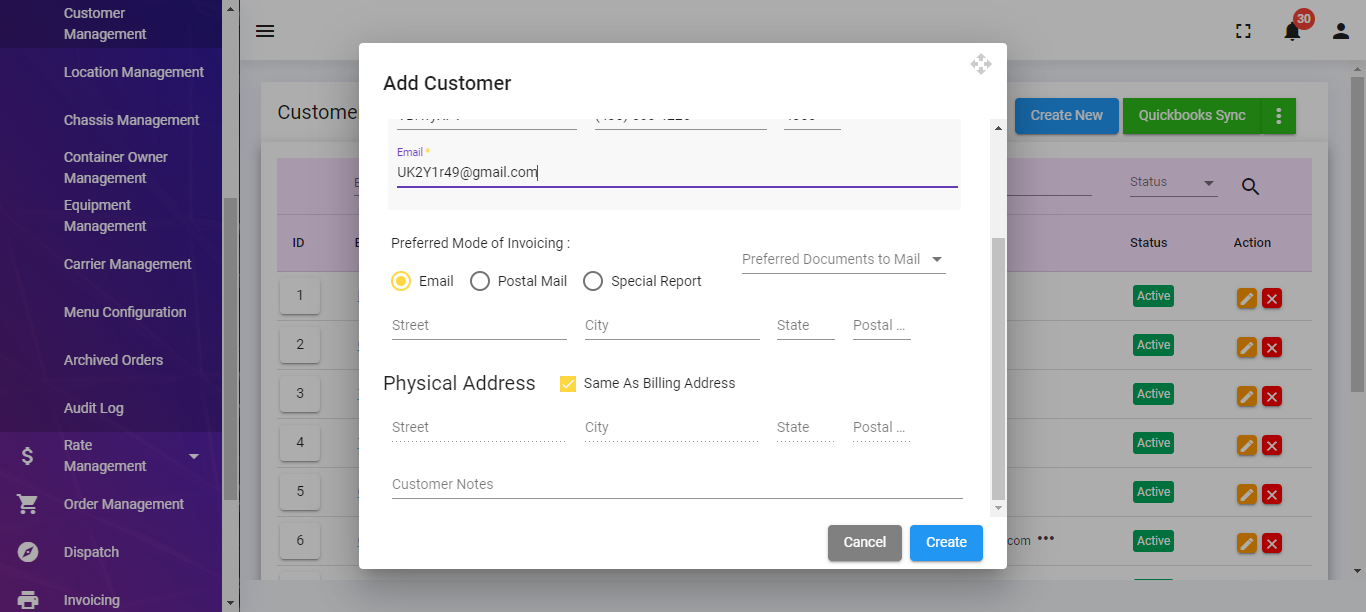 Customer
Management
Location Management
Chassis Management
Container Owner
Management
Equipment
Management
Carrier Management
Menu Configuration
Archived Orders
Audit Log
$ Rate
Management
Order Management
Dispatch
Invoicing
30
Custome
Create New
Quickbooks Sync
Status
ID
Status
Action
1
Active
2
Active
3
Active
4
Active
5
Active
6
com •••
Active
Add Customer
Email *
UK2Y1r49@gmail.com
Preferred Mode of Invoicing :
Preferred Documents to Mail
Email Postal Mail Special Report
Street City State Postal ...
Physical Address Same As Billing Address
Street City State Postal ...
Customer Notes
Cancel Create